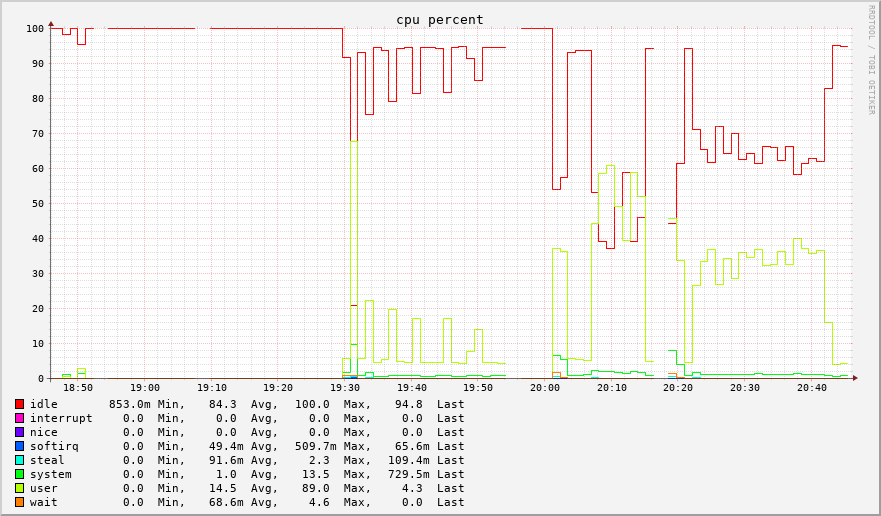 cpu percent
RRDTOOL / TOBI OETIKER
100
90
80
70
60
50
40
30
20
10
0
18:50 19:00 19:10 19:20 19:30 19:40 19:50 20:00 20:10 20:20 20:30 20:40
idle 853.0m Min, 84.3 Avg, 100.0 Max, 94.8 Last
interrupt 0.0 Min, 0.0 Avg, 0.0 Max, 0.0 Last
nice 0.0 Min, 0.0 Avg, 0.0 Max, 0.0 Last
softirq 0.0 Min, 49.4m Avg, 509.7m Max, 65.6m Last
steal 0.0 Min, 91.6m Avg, 2.3 Max, 109.4m Last
system 0.0 Min, 1.0 Avg, 13.5 Max, 729.5m Last
user 0.0 Min, 14.5 Avg, 89.0 Max, 4.3 Last
wait 0.0 Min, 68.6m Avg, 4.6 Max, 0.0 Last